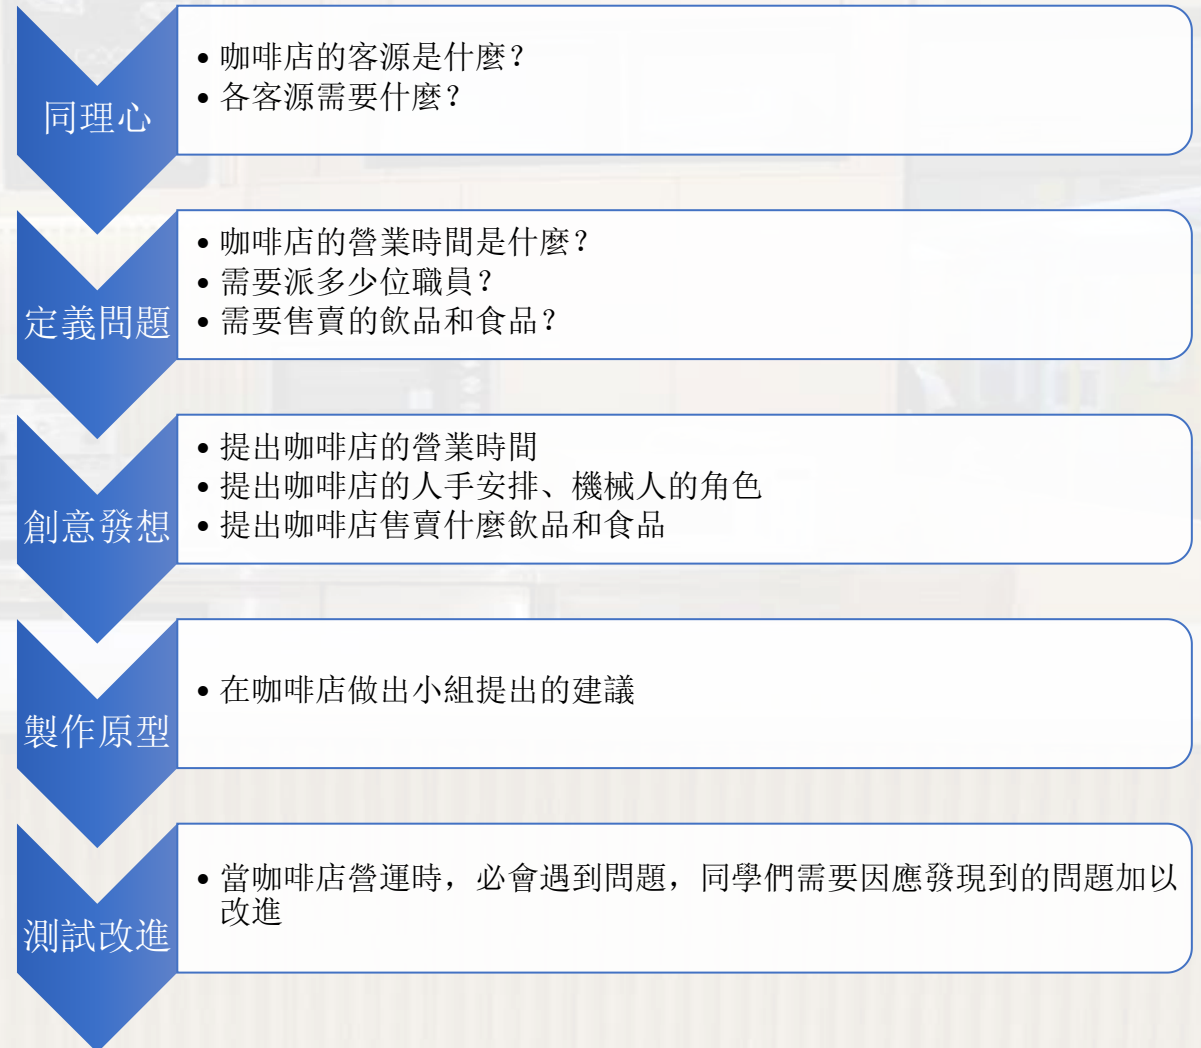 同理心
• 咖啡店的客源是什麼？
• 各客源需要什麼？
定義問題
• 咖啡店的營業時間是什麼？
• 需要派多少位職員？
• 需要售賣的飲品和食品？
創意發想
• 提出咖啡店的營業時間
• 提出咖啡店的人手安排、機械人的角色
• 提出咖啡店售賣什麼飲品和食品
製作原型
• 在咖啡店做出小組提出的建議
測試改進
• 當咖啡店營運時，必會遇到問題，同學們需要因應發現到的問題加以
改進